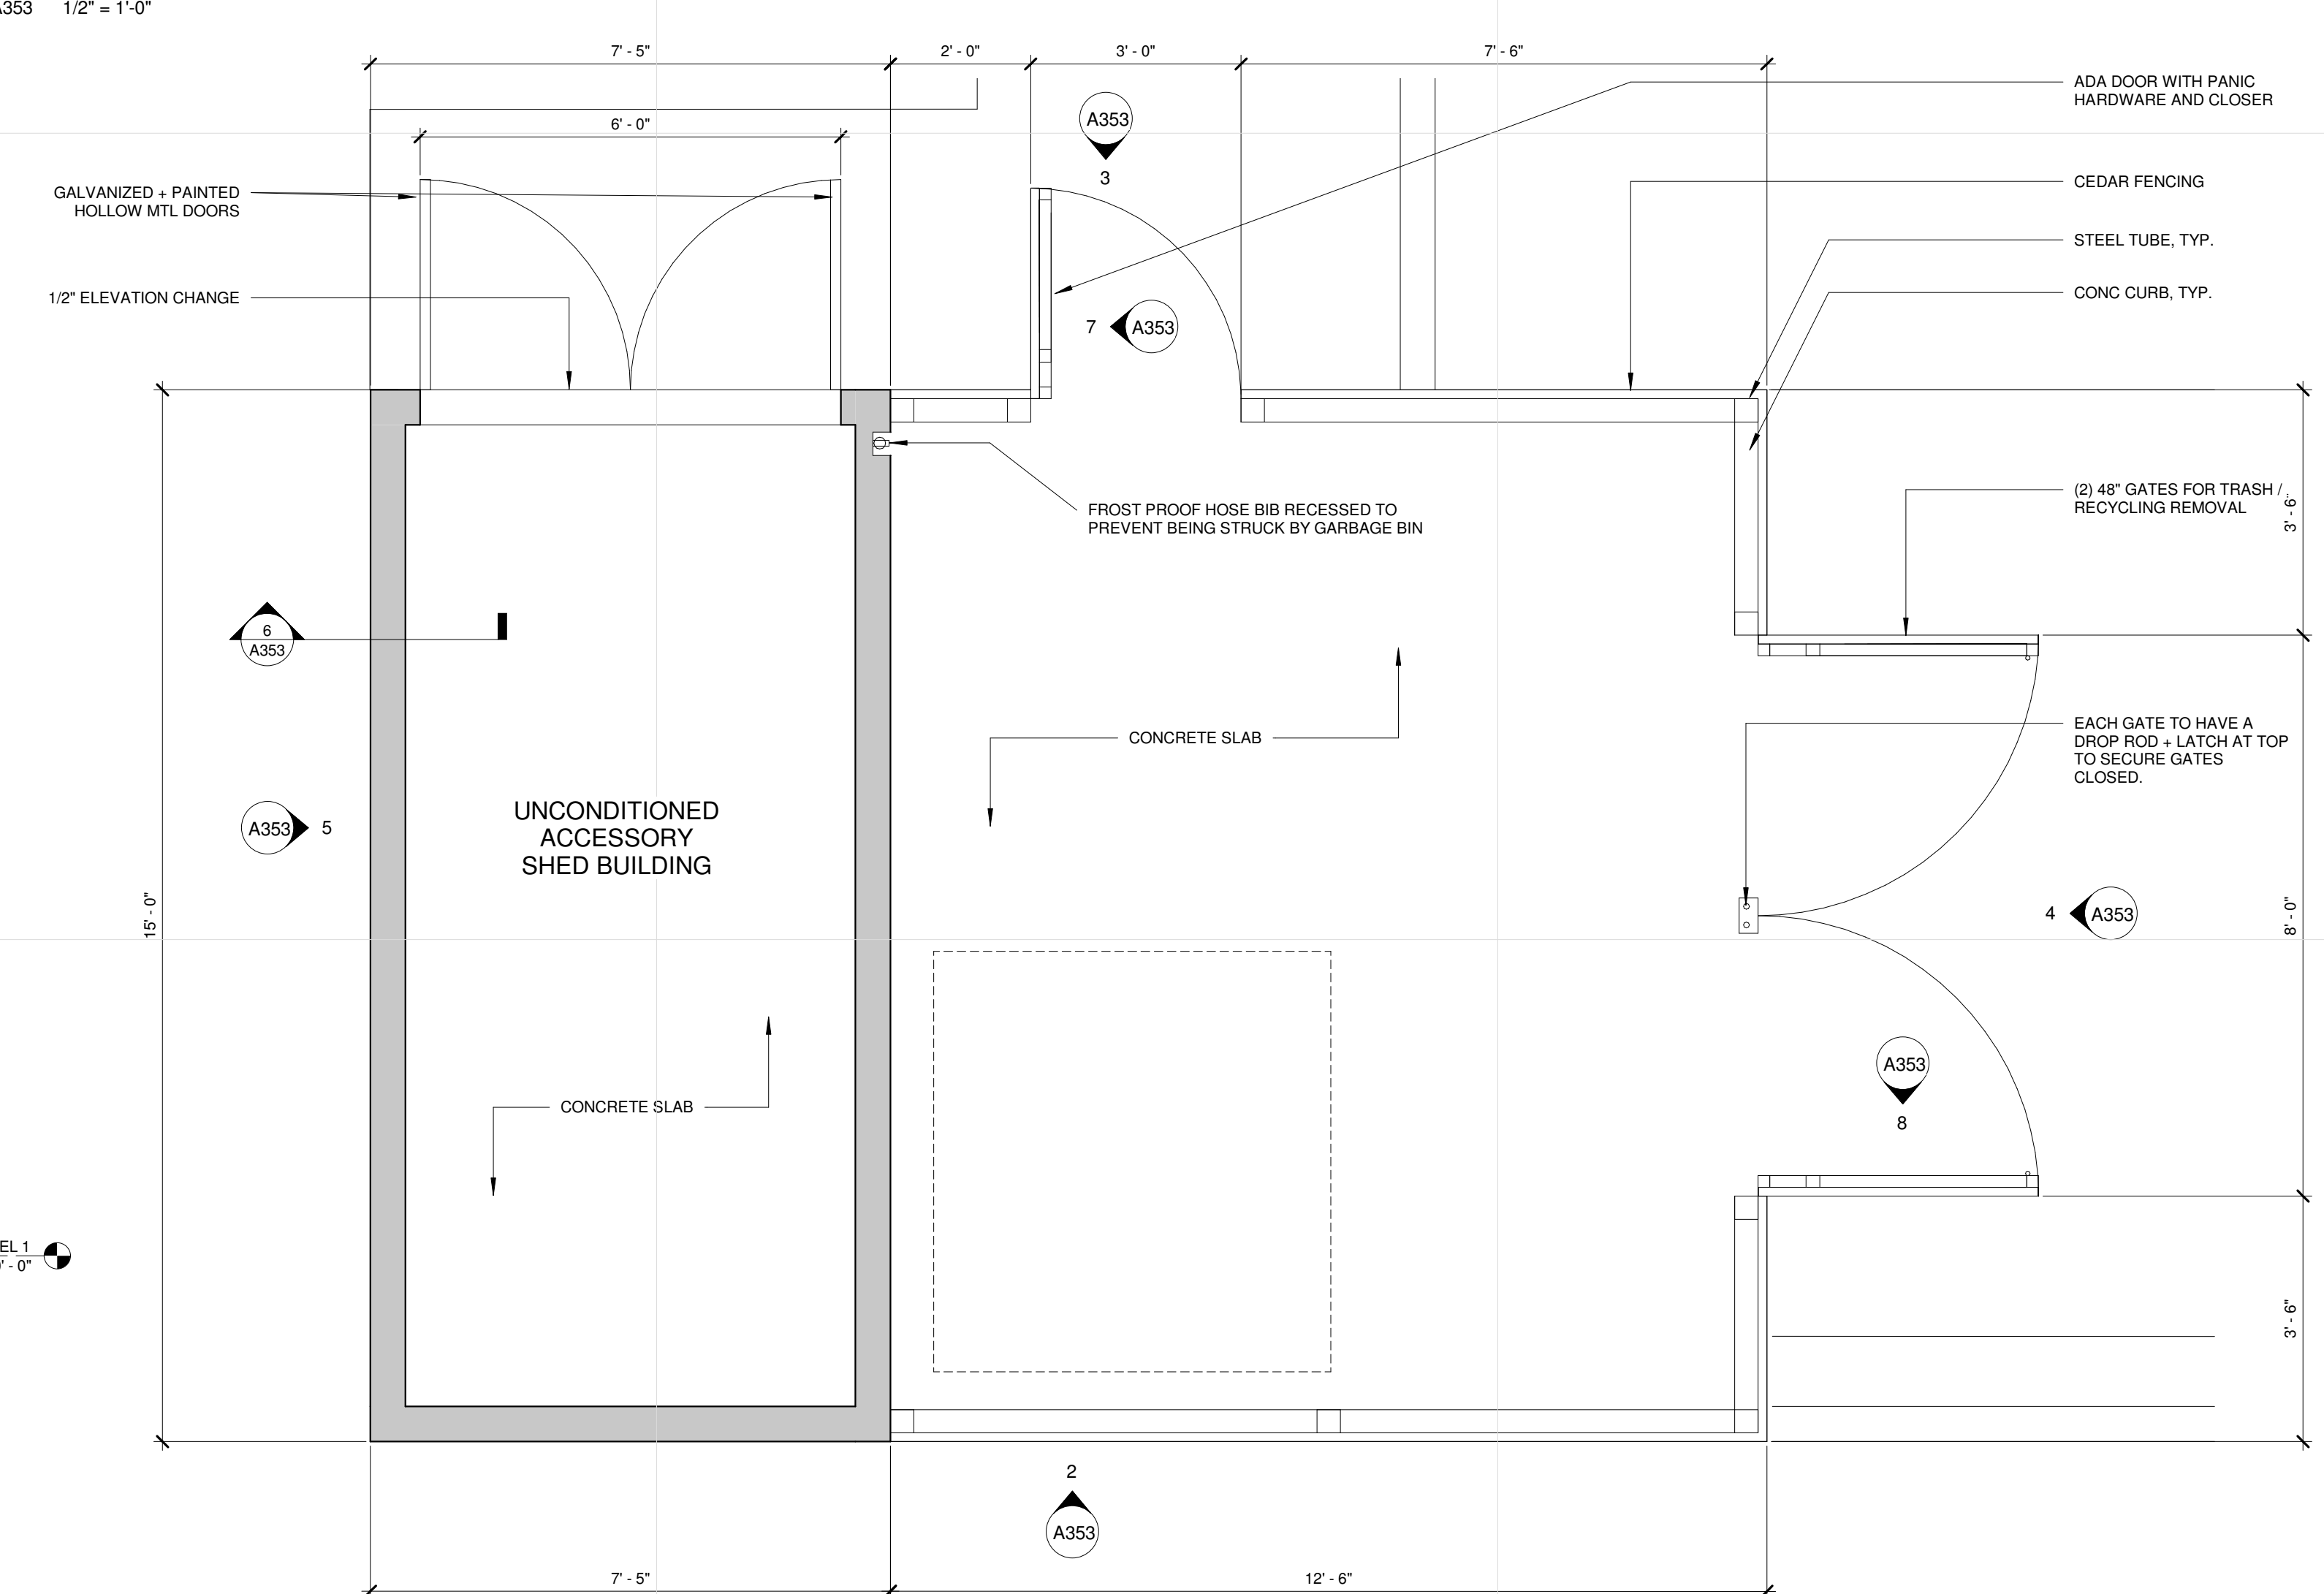 A353 1/2" = 1'-0"
7' - 5"
2' - 0"
3' - 0"
7' - 6"
ADA DOOR WITH PANIC
HARDWARE AND CLOSER
A353
3
6' - 0"
GALVANIZED + PAINTED
HOLLOW MTL DOORS
CEDAR FENCING
STEEL TUBE, TYP.
1/2" ELEVATION CHANGE
CONC CURB, TYP.
7 A353
(2) 48" GATES FOR TRASH /
RECYCLING REMOVAL
3' - 6"
FROST PROOF HOSE BIB RECESSED TO
PREVENT BEING STRUCK BY GARBAGE BIN
6
A353
CONCRETE SLAB
EACH GATE TO HAVE A
DROP ROD + LATCH AT TOP
TO SECURE GATES
CLOSED.
UNCONDITIONED
ACCESSORY
SHED BUILDING
A353 5
15' - 0"
4 A353
8' - 0"
A353
8
CONCRETE SLAB
EL 1
' - 0"
3' - 6"
2
A353
7' - 5"
12' - 6"